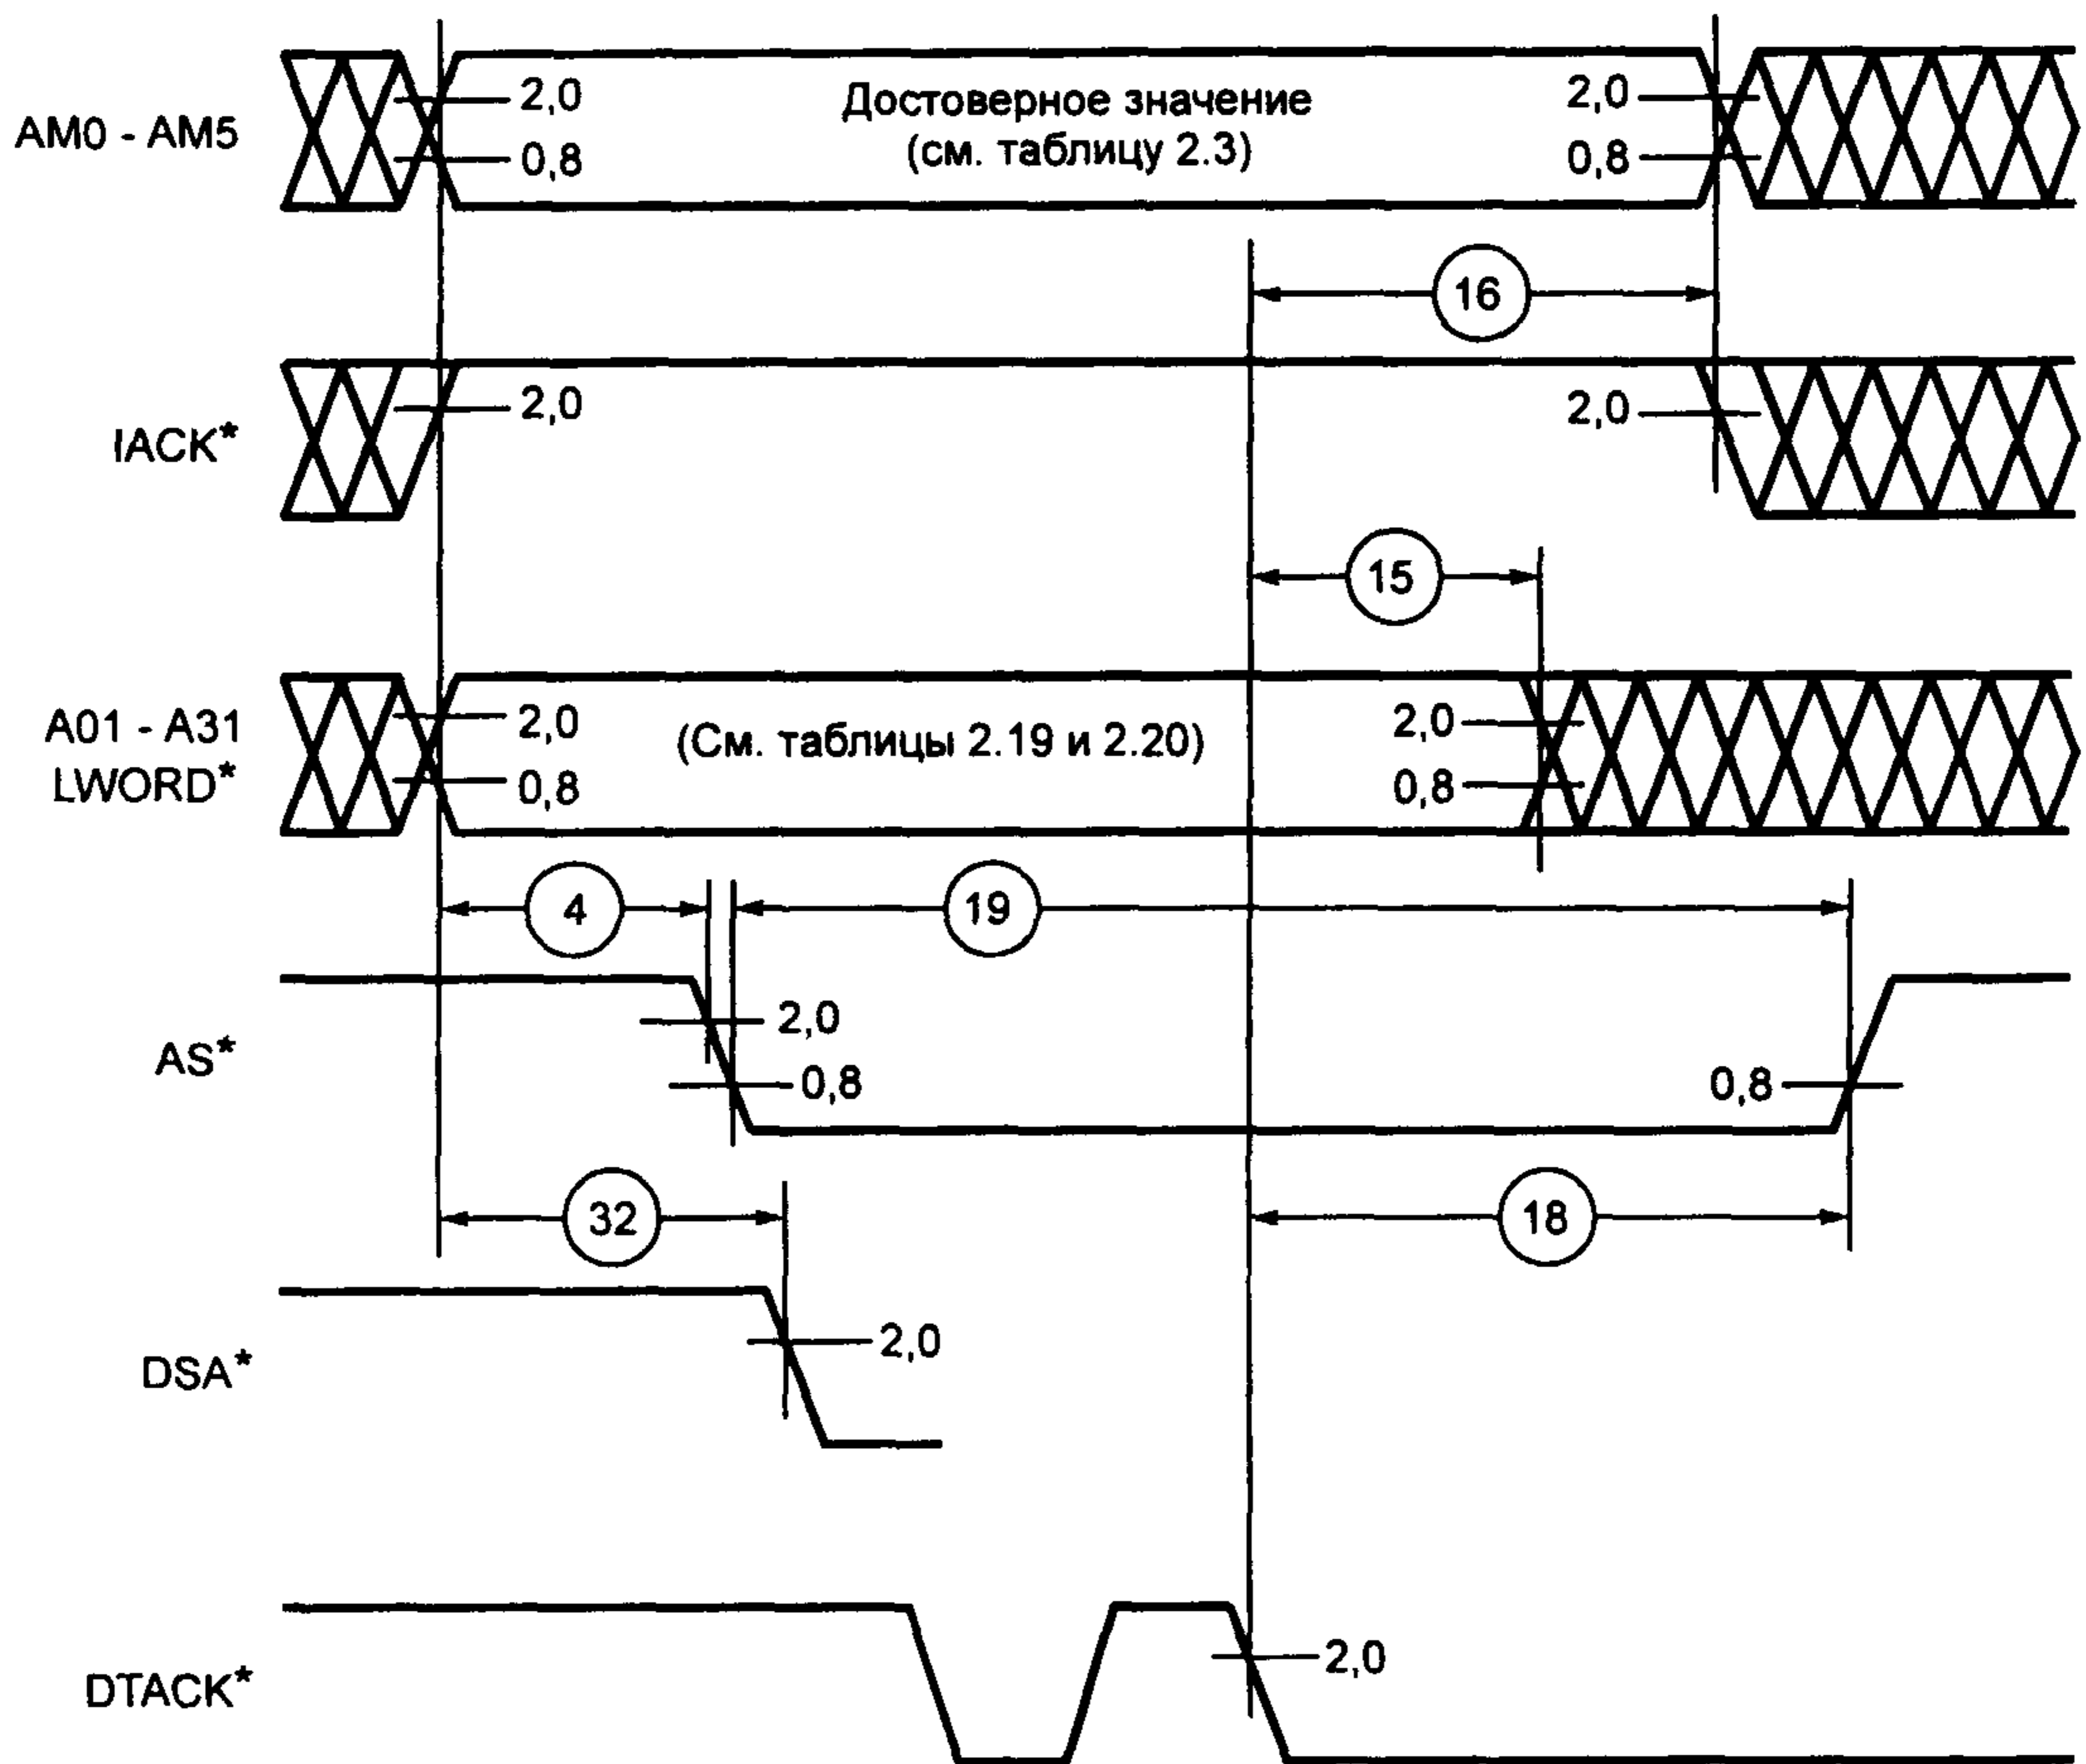 AM0 - AM5
2,0
0,8
Достоверное значение
(см. таблицу 2.3)
2,0
0,8
16
IACK*
2,0
2,0
15
A01 - A31
LWORD*
2,0
0,8
(См. таблицы 2.19 и 2.20)
2,0
0,8
4
19
AS*
2,0
0,8
0,8
32
18
DSA*
2,0
DTACK*
2,0